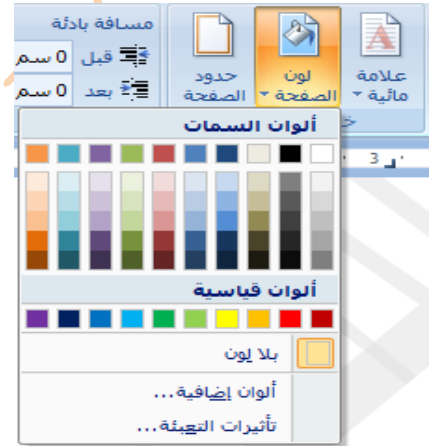 علامة مائية
لون الصفحة
حدود الصفحة
مسافة بادئة
قبل 0 سم
بعد 0 سم
3
ألوان السمات
ألوان قياسية
بلا لون
ألوان إضافية...
تأثيرات التعبئة...